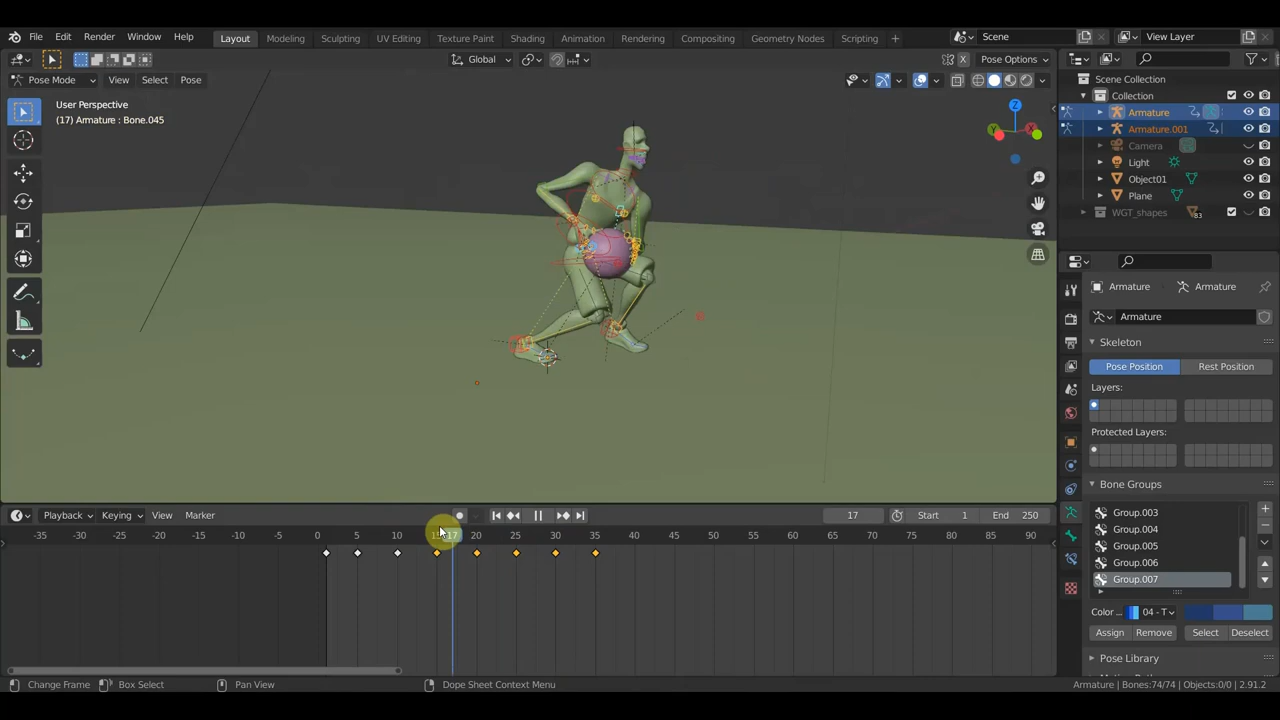 File Edit Render Window Help Layout Modeling Sculpting UV Editing Texture Paint Shading Animation Rendering Compositing Geometry Nodes Scripting + Scene View Layer
Global Pose Options
Pose Mode View Select Pose
User Perspective
(17) Armature : Bone.045
X
Y
Z
Scene Collection
Collection
Armature
Armature.001
Camera
Light
Object01
Plane
WGT_shapes 83
Armature Armature
Armature
Skeleton
Pose Position Rest Position
Layers:
Protected Layers:
Bone Groups
Group.003
Group.004
Group.005
Group.006
Group.007
Color ... 04 - T
Assign Remove Select Deselect
Pose Library
Playback Keying View Marker 17 Start 1 End 250
-35 -30 -25 -20 -15 -10 -5 0 5 10 15 17 20 25 30 35 40 45 50 55 60 65 70 75 80 85 90
Change Frame Box Select Pan View Dope Sheet Context Menu Armature | Bones:74/74 | Objects:0/0 | 2.91.2